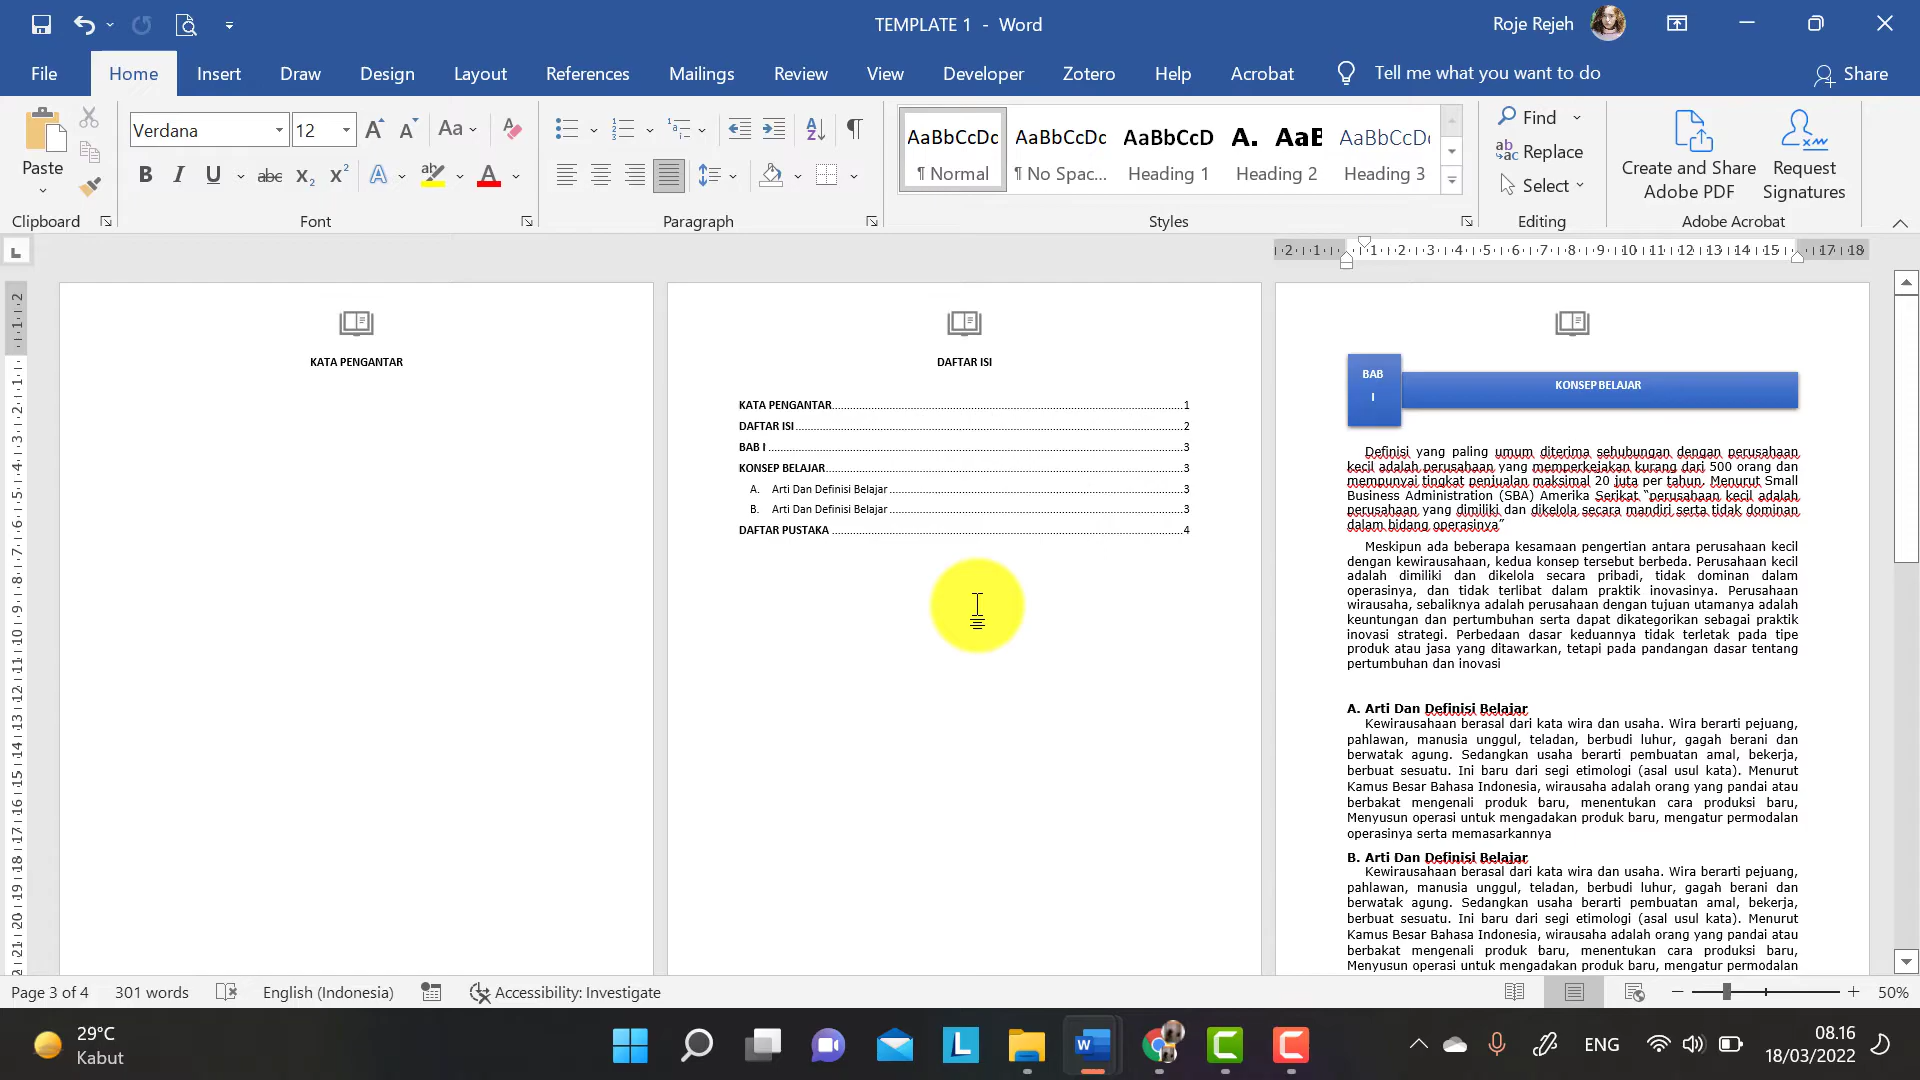 TEMPLATE 1 - Word
Roje Rejeh
File Home Insert Draw Design Layout References Mailings Review View Developer Zotero Help Acrobat Tell me what you want to do Share
Paste
Clipboard
Verdana 12
Font
Paragraph
AaBbCcDc AaBbCcDc AaBbCcD A. AaB AaBbCcDc
¶ Normal ¶ No Spac... Heading 1 Heading 2 Heading 3
Styles
Find
Replace
Select
Editing
Create and Share Adobe PDF
Request Signatures
Adobe Acrobat
KATA PENGANTAR
DAFTAR ISI
KATA PENGANTAR 1
DAFTAR ISI 2
BAB I 3
KONSEP BELAJAR 3
A. Arti Dan Definisi Belajar 3
B. Arti Dan Definisi Belajar 3
DAFTAR PUSTAKA 4
BAB
I
KONSEP BELAJAR
Definisi yang paling umum diterima sehubungan dengan perusahaan
kecil adalah perusahaan yang memperkejakan kurang dari 500 orang dan
mempunyai tingkat penjualan maksimal 20 juta per tahun. Menurut Small
Business Administration (SBA) Amerika Serikat “perusahaan kecil adalah
perusahaan yang dimiliki dan dikelola secara mandiri serta tidak dominan
dalam bidang operasinya”
Meskipun ada beberapa kesamaan pengertian antara perusahaan kecil
dengan kewirausahaan, kedua konsep tersebut berbeda. Perusahaan kecil
adalah dimiliki dan dikelola secara pribadi, tidak dominan dalam
operasinya, dan tidak terlibat dalam praktik inovasinya. Perusahaan
wirausaha, sebaliknya adalah perusahaan dengan tujuan utamanya adalah
keuntungan dan pertumbuhan serta dapat dikategorikan sebagai praktik
inovasi strategi. Perbedaan dasar keduannya tidak terletak pada tipe
produk atau jasa yang ditawarkan, tetapi pada pandangan dasar tentang
pertumbuhan dan inovasi
A. Arti Dan Definisi Belajar
Kewirausahaan berasal dari kata wira dan usaha. Wira berarti pejuang,
pahlawan, manusia unggul, teladan, berbudi luhur, gagah berani dan
berwatak agung. Sedangkan usaha berarti pembuatan amal, bekerja,
berbuat sesuatu. Ini baru dari segi etimologi (asal usul kata). Menurut
Kamus Besar Bahasa Indonesia, wirausaha adalah orang yang pandai atau
berbakat mengenali produk baru, menentukan cara produksi baru,
Menyusun operasi untuk mengadakan produk baru, mengatur permodalan
operasinya serta memasarkannya
B. Arti Dan Definisi Belajar
Kewirausahaan berasal dari kata wira dan usaha. Wira berarti pejuang,
pahlawan, manusia unggul, teladan, berbudi luhur, gagah berani dan
berwatak agung. Sedangkan usaha berarti pembuatan amal, bekerja,
berbuat sesuatu. Ini baru dari segi etimologi (asal usul kata). Menurut
Kamus Besar Bahasa Indonesia, wirausaha adalah orang yang pandai atau
berbakat mengenali produk baru, menentukan cara produksi baru,
Menyusun operasi untuk mengadakan produk baru, mengatur permodalan
Page 3 of 4 301 words English (Indonesia) Accessibility: Investigate 50%
29°C
Kabut
ENG
08.16
18/03/2022